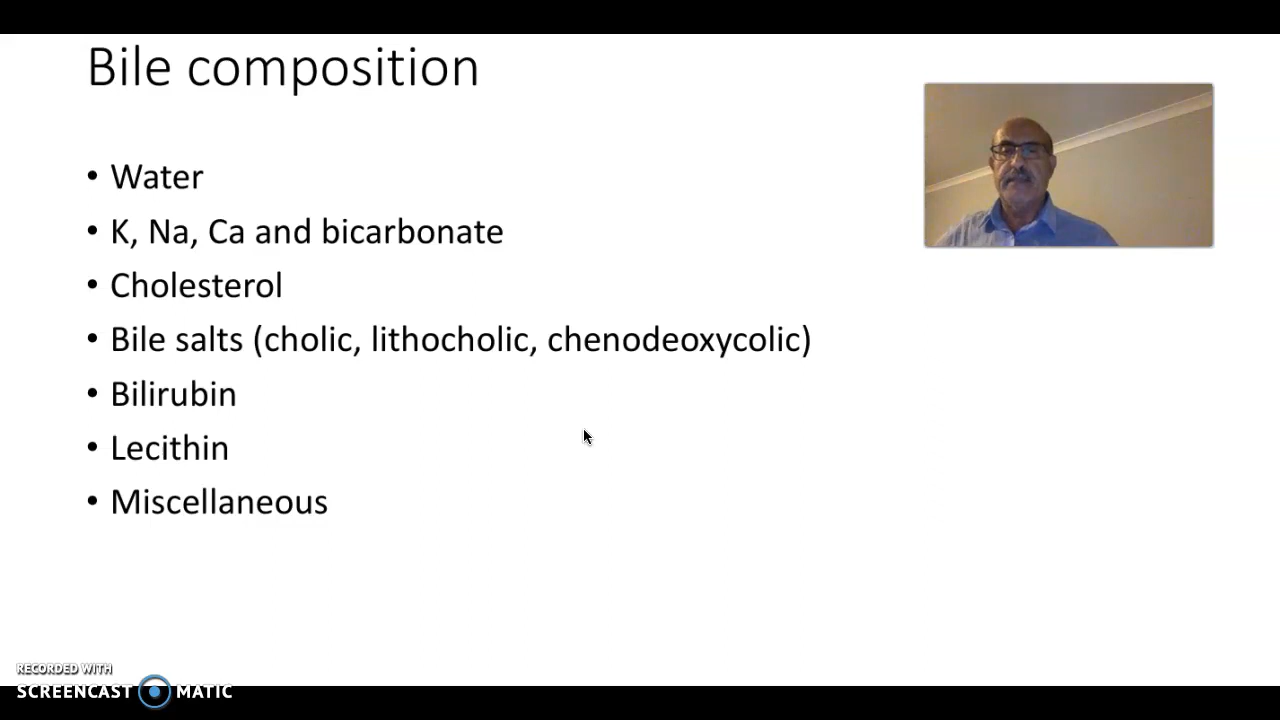 Bile composition
• Water
• K, Na, Ca and bicarbonate
• Cholesterol
• Bile salts (cholic, lithocholic, chenodeoxycolic)
• Bilirubin
• Lecithin
• Miscellaneous
RECORDED WITH
SCREENCAST MATIC